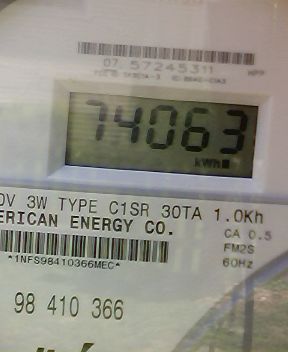 07 57245311
74063
kWh
0V 3W TYPE C1SR 30TA 1.0Kh
ERICAN ENERGY CO.
CA 0.5
FM2S
60Hz
*1NFS98410366MEC*
98 410 366